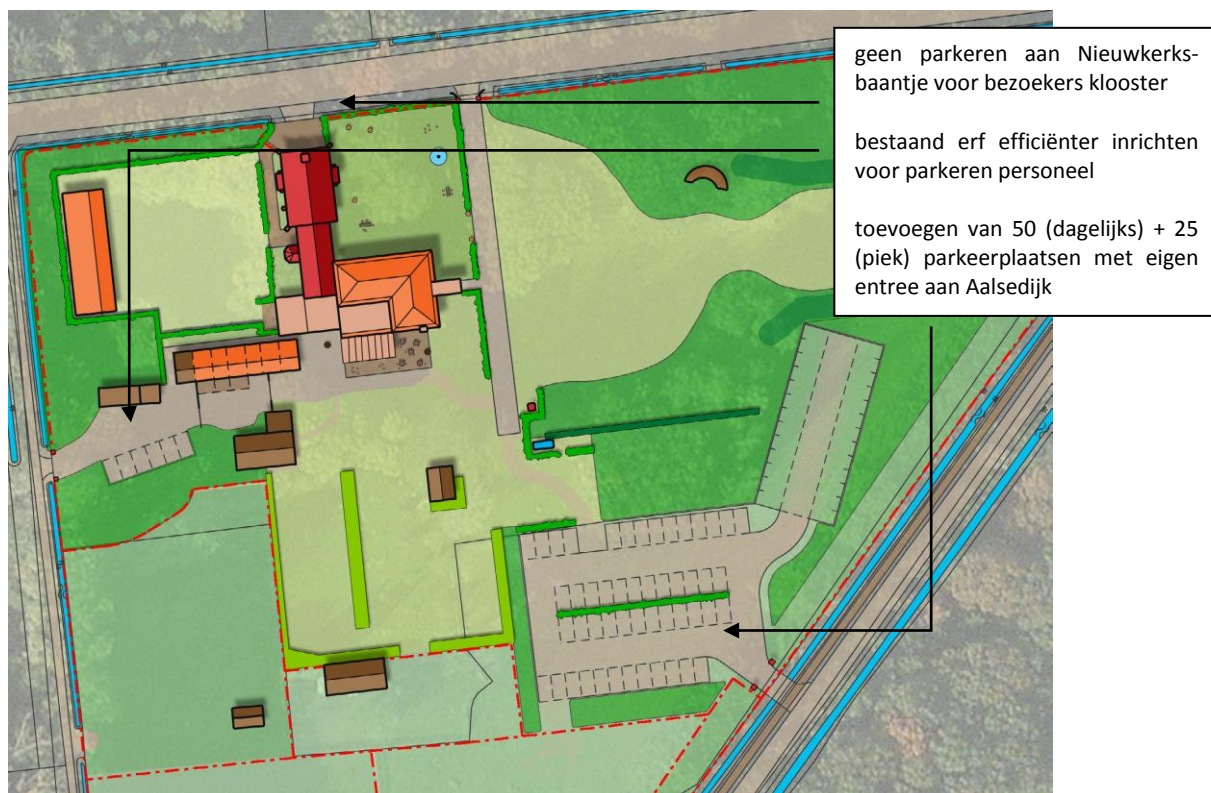 geen parkeren aan Nieuwkerks-
baantje voor bezoekers klooster
bestaand erf efficiënter inrichten
voor parkeren personeel
toevoegen van 50 (dagelijks) + 25
(piek) parkeerplaatsen met eigen
entree aan Aalsedijk